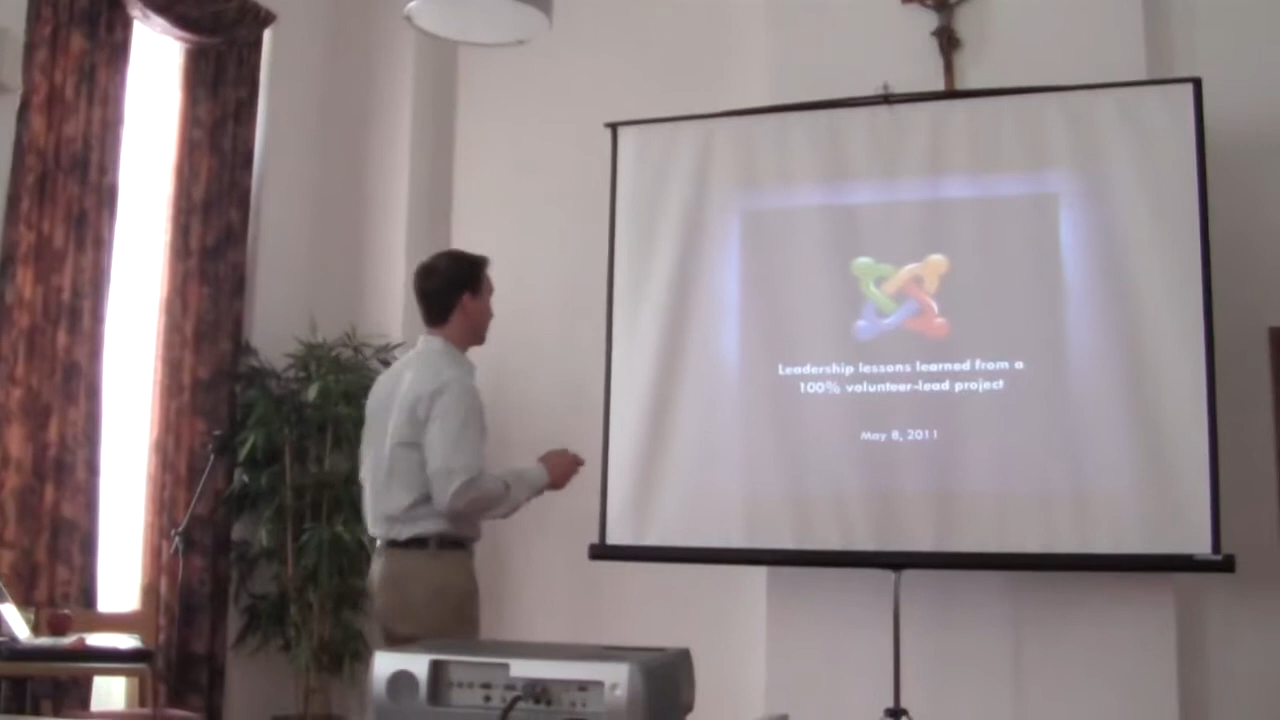 Leadership lessons learned from a
100% volunteer-lead project
May 8, 2011